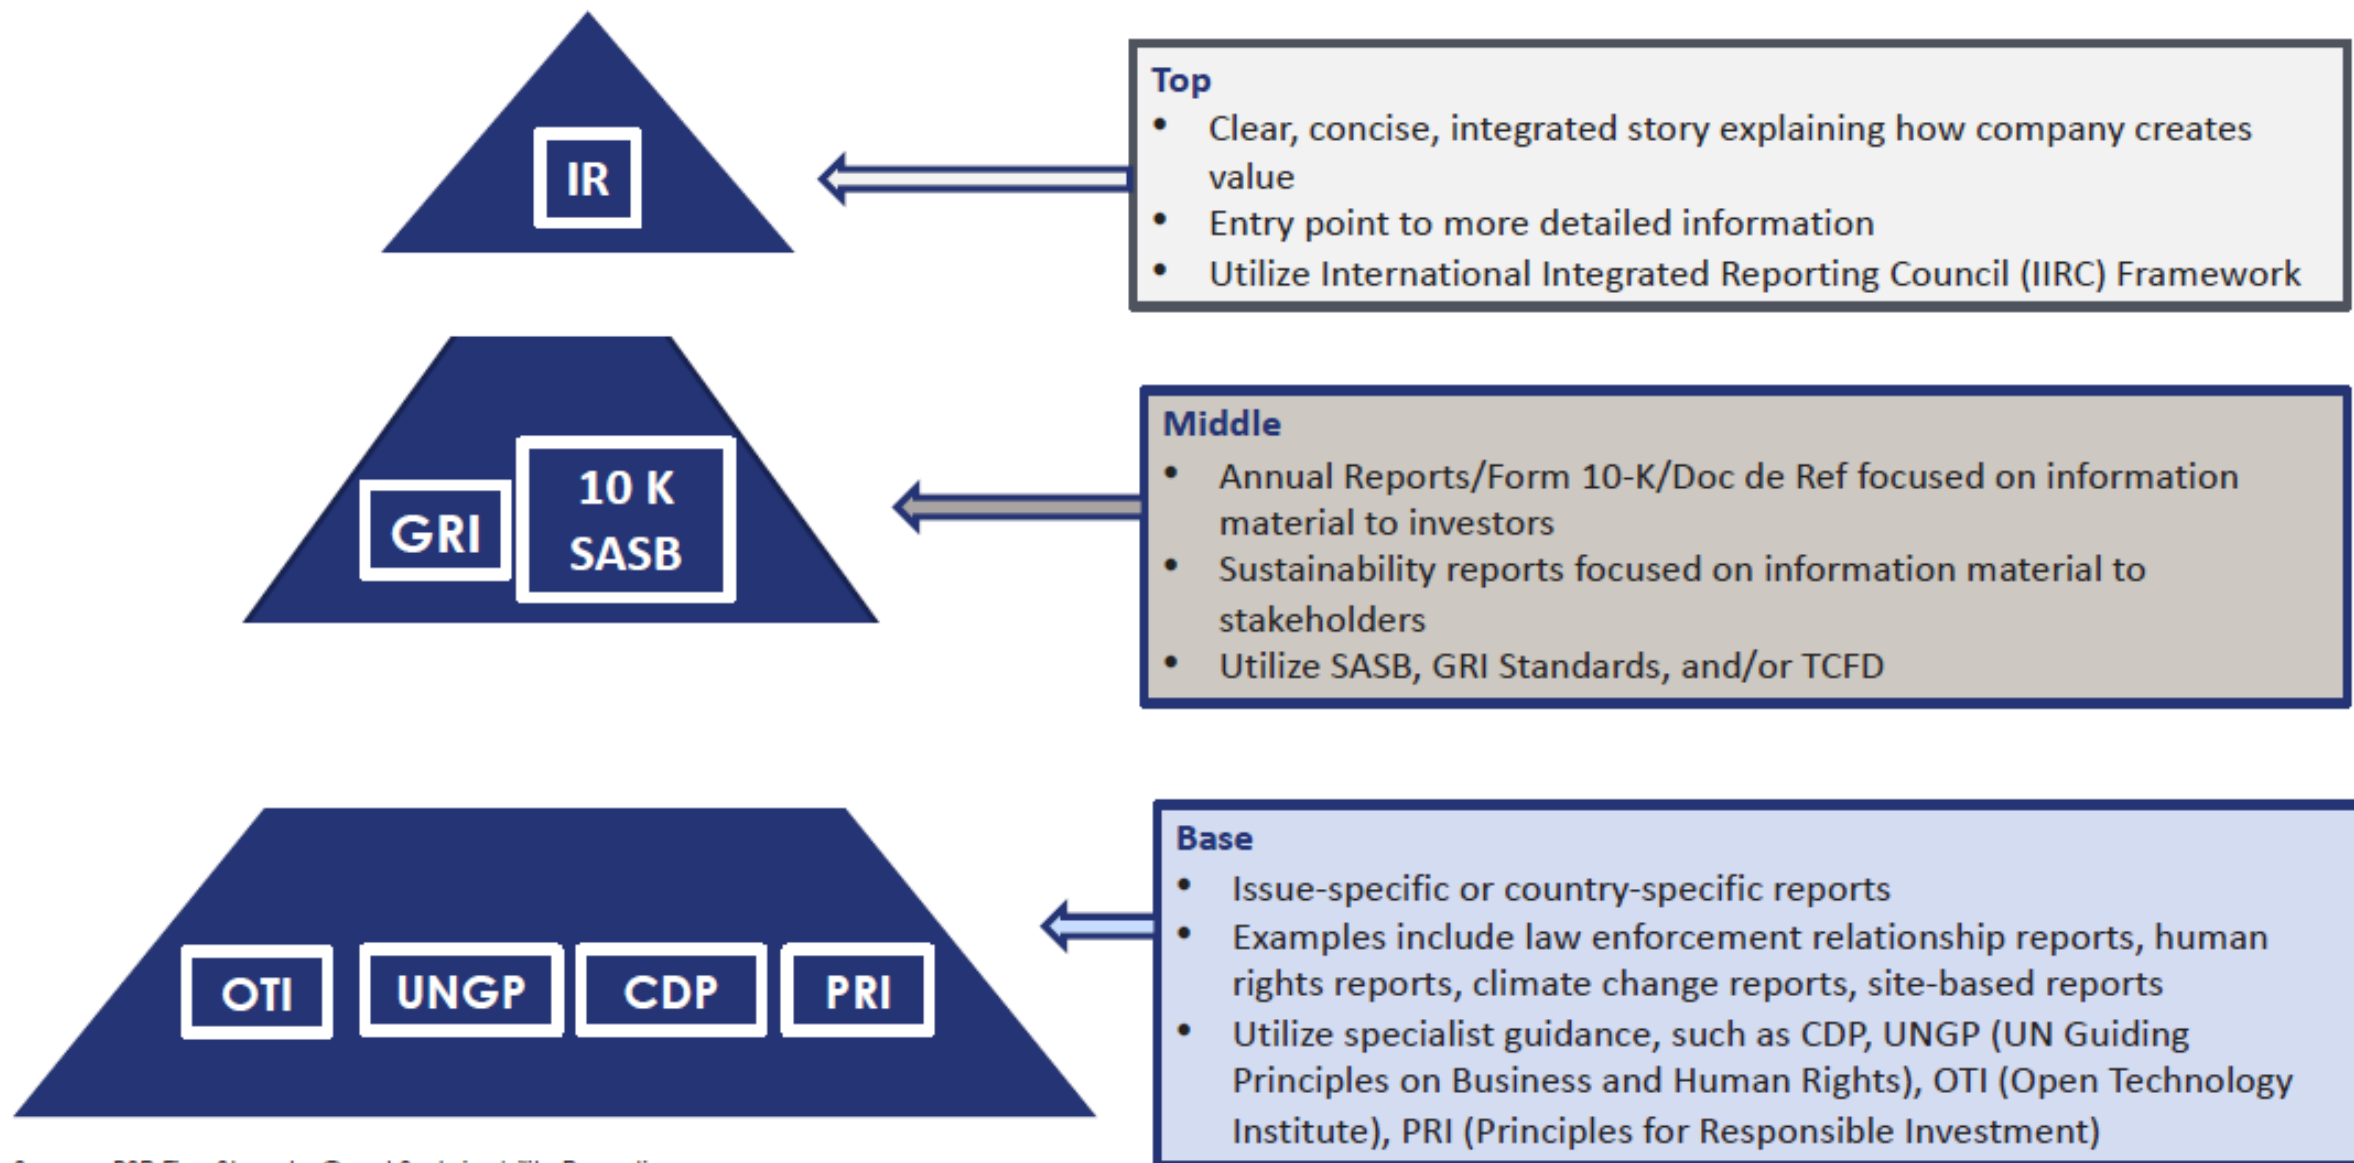 IR
Top
• Clear, concise, integrated story explaining how company creates
value
• Entry point to more detailed information
• Utilize International Integrated Reporting Council (IIRC) Framework
GRI
10 K
SASB
Middle
• Annual Reports/Form 10-K/Doc de Ref focused on information
material to investors
• Sustainability reports focused on information material to
stakeholders
• Utilize SASB, GRI Standards, and/or TCFD
OTI
UNGP
CDP
PRI
Base
• Issue-specific or country-specific reports
• Examples include law enforcement relationship reports, human
rights reports, climate change reports, site-based reports
• Utilize specialist guidance, such as CDP, UNGP (UN Guiding
Principles on Business and Human Rights), OTI (Open Technology
Institute), PRI (Principles for Responsible Investment)